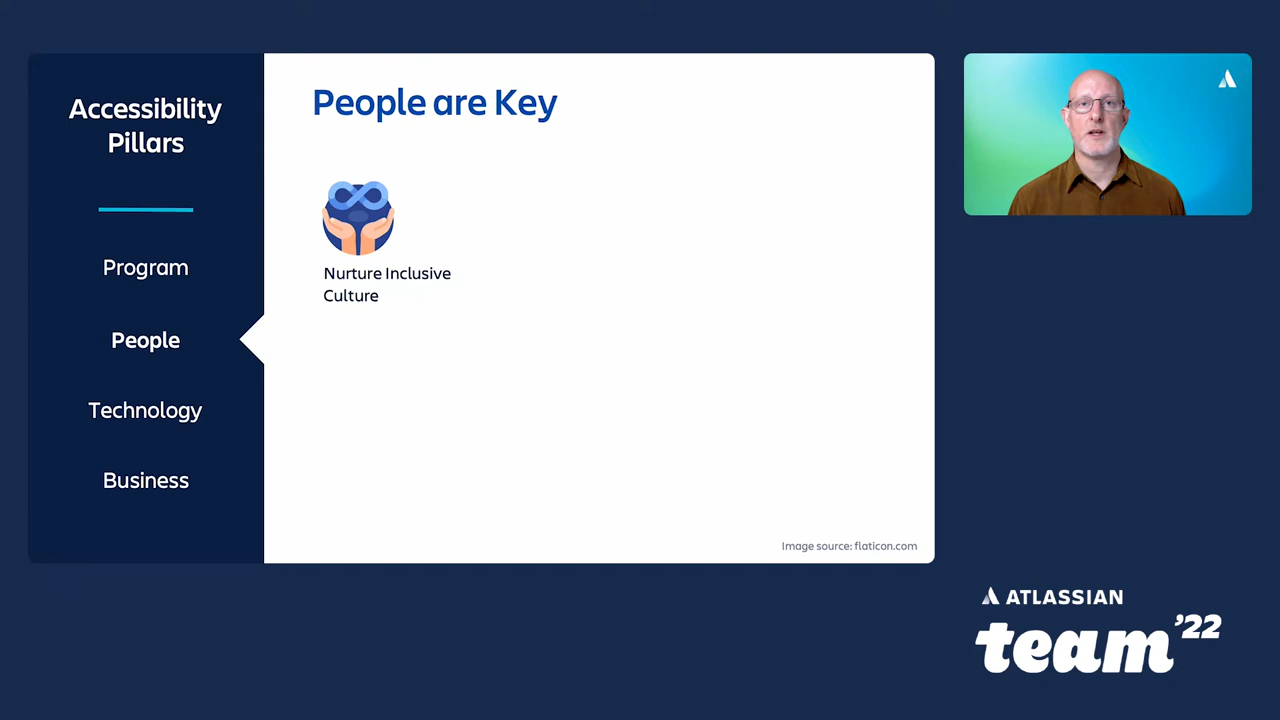 Accessibility
Pillars
Program
People
Technology
Business
People are Key
Nurture Inclusive
Culture
Image source: flaticon.com
ATLASSIAN
team '22